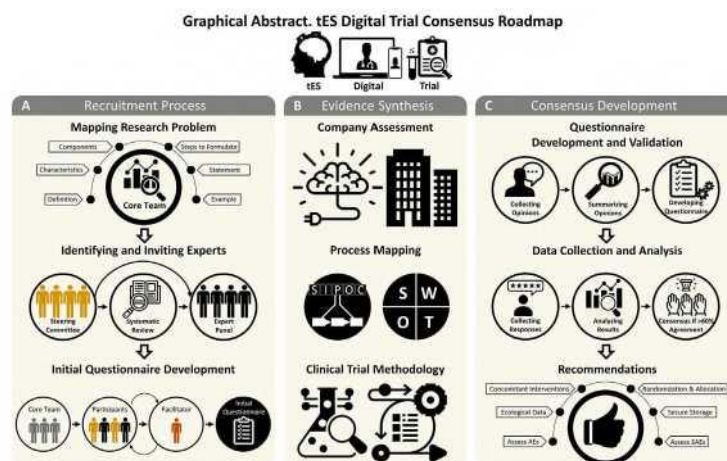 Graphical Abstract. tES Digital Trial Consensus Roadmap
tES Digital Trial
A Recruitment Process
Mapping Research Problem
Components
Steps to Formulate
Characteristics
Statement
Definition
Example
Core Team
Identifying and Inviting Experts
Steering
Committee
Systematic
Review
Expert
Panel
Initial Questionnaire Development
Core Team
Participants
Facilitator
Initial
Questionnaire
B Evidence Synthesis
Company Assessment
Process Mapping
SIPOC
S W
O T
Clinical Trial Methodology
C Consensus Development
Questionnaire
Development and Validation
Collecting
Opinions
Summarizing
Opinions
Developing
Questionnaire
Data Collection and Analysis
Collecting
Responses
Analyzing
Results
Consensus if >60%
Agreement
Recommendations
Concomitant Interventions
Randomization & Allocation
Ecological Data
Secure Storage
Assess AEs
Assess SAEs